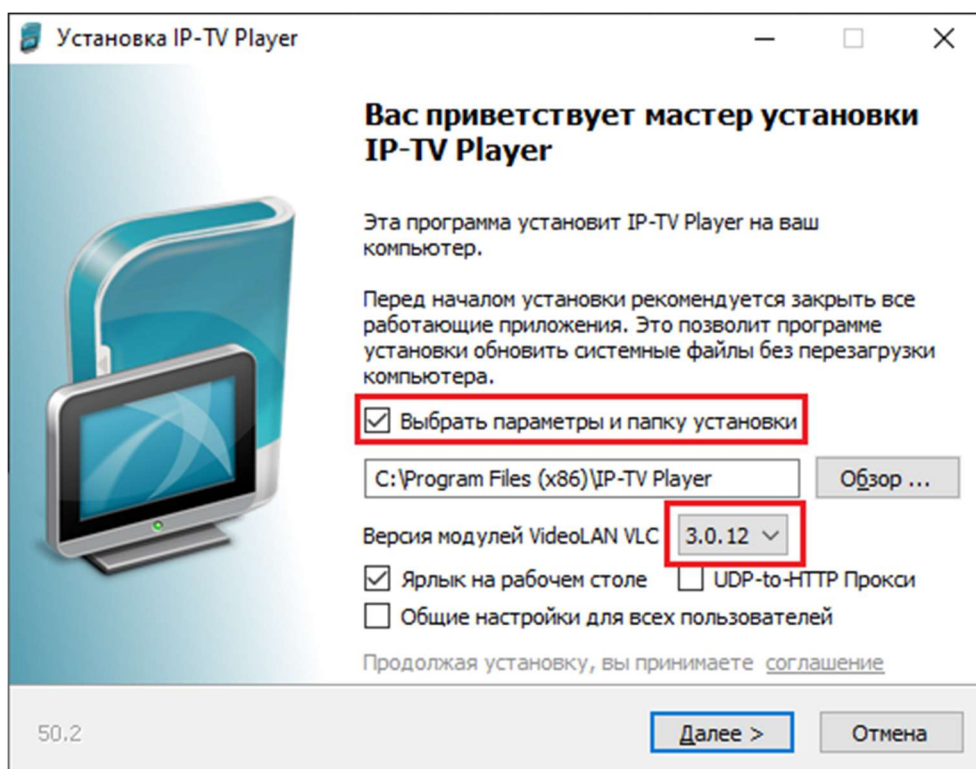 Установка IP-TV Player
Вас приветствует мастер установки
IP-TV Player
Эта программа установит IP-TV Player на ваш
компьютер.
Перед началом установки рекомендуется закрыть все
работающие приложения. Это позволит программе
установки обновить системные файлы без перезагрузки
компьютера.
Выбрать параметры и папку установки
C:\Program Files (x86)\IP-TV Player
Обзор ...
Версия модулей VideoLAN VLC 3.0.12
Ярлык на рабочем столе UDP-to-HTTP Прокси
Общие настройки для всех пользователей
Продолжая установку, вы принимаете соглашение
50.2
Далее > Отмена